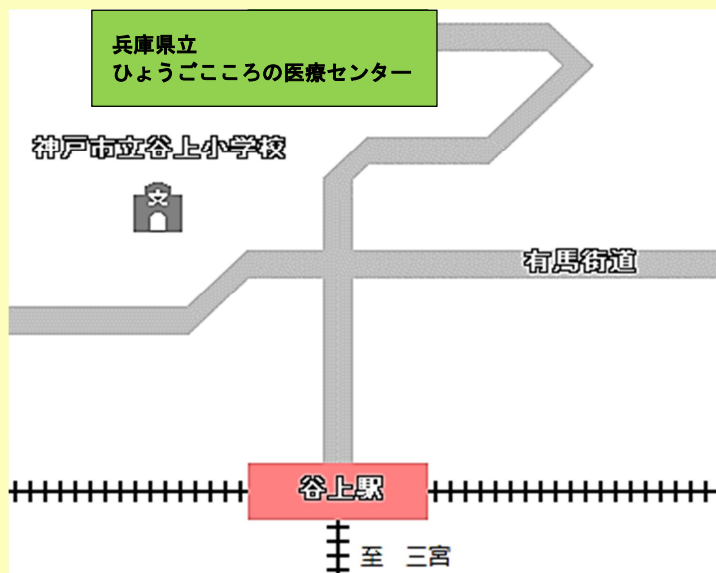 兵庫県立
ひょうごこころの医療センター
神戸市立谷上小学校
文
有馬街道
谷上駅
至 三宮